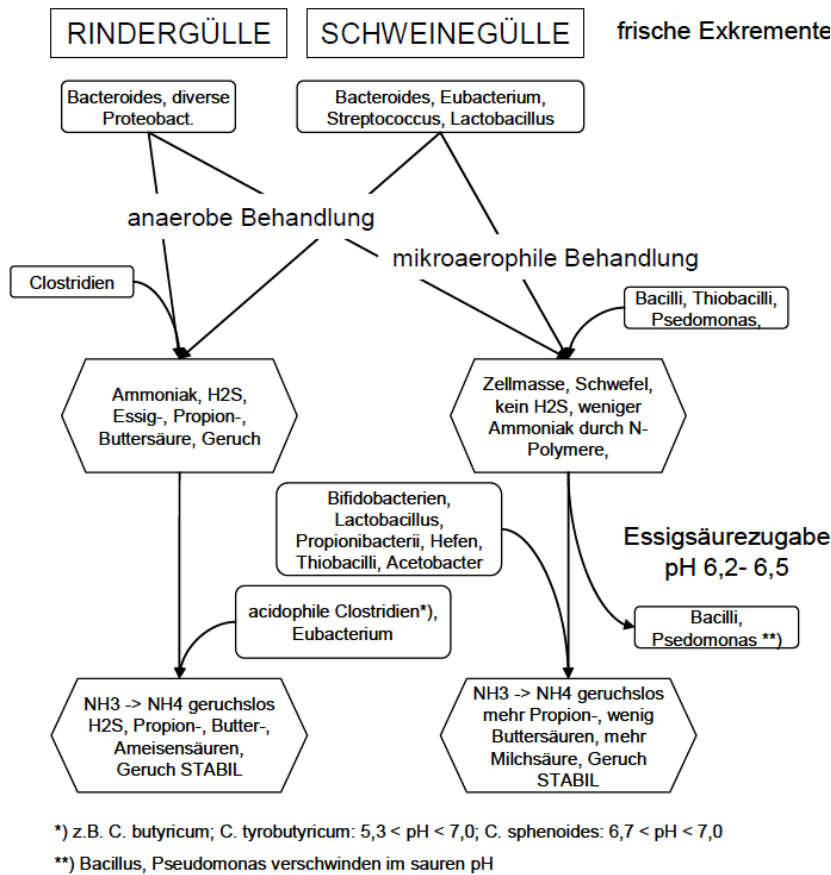 RINDERGÜLLE
SCHWEINEGÜLLE
frische Exkremente
Bacteroides, diverse
Proteobact.
Bacteroides, Eubacterium,
Streptococcus, Lactobacillus
anaerobe Behandlung
mikroaerophile Behandlung
Clostridien
Bacilli, Thiobacilli,
Psedomonas,
Ammoniak, H2S,
Essig-, Propion-,
Buttersäure, Geruch
Zellmasse, Schwefel,
kein H2S, weniger
Ammoniak durch N-
Polymere,
Bifidobacterien,
Lactobacillus,
Propionibacterii, Hefen,
Thiobacilli, Acetobacter
Essigsäurezugabe
pH 6,2- 6,5
acidophile Clostridien*),
Eubacterium
Bacilli,
Psedomonas **)
NH3 -> NH4 geruchslos
H2S, Propion-, Butter-,
Ameisensäuren,
Geruch STABIL
NH3 -> NH4 geruchslos
mehr Propion-, wenig
Buttersäuren, mehr
Milchsäure, Geruch
STABIL
*) z.B. C. butyricum; C. tyrobutyricum: 5,3 < pH < 7,0; C. sphenoides: 6,7 < pH < 7,0
**) Bacillus, Pseudomonas verschwinden im sauren pH